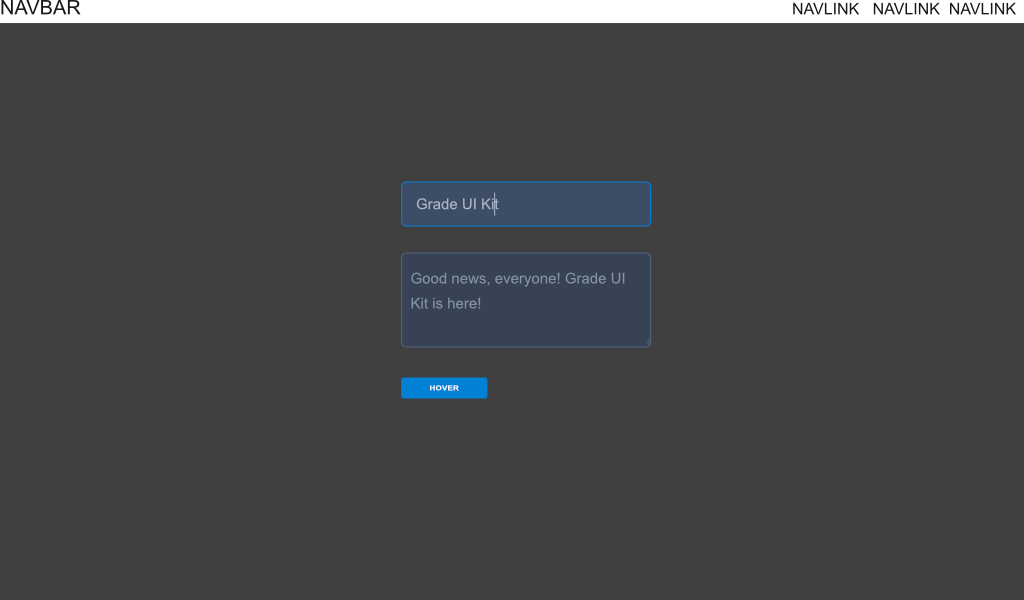 NAVBAR
NAVLINK NAVLINK NAVLINK
Grade UI Kit
Good news, everyone! Grade UI
Kit is here!
HOVER